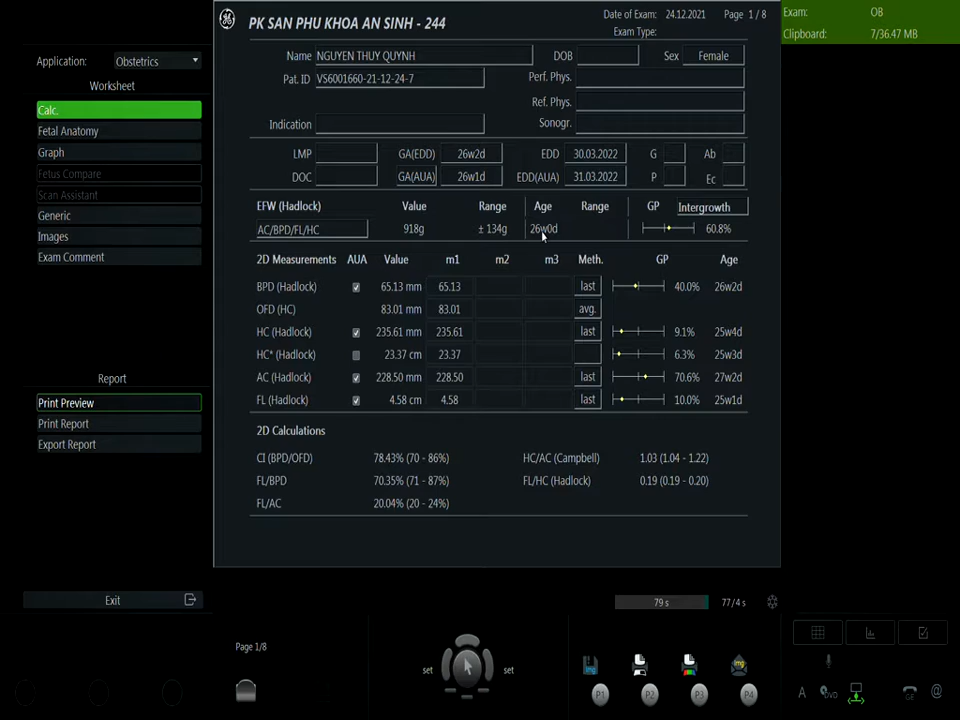 PK SAN PHU KHOA AN SINH - 244
Date of Exam: 24.12.2021 Page 1 / 8
Exam Type:
Exam: OB
Clipboard: 7/36.47 MB
Application: Obstetrics
Worksheet
Calc.
Fetal Anatomy
Graph
Fetus Compare
Scan Assistant
Generic
Images
Exam Comment
Report
Print Preview
Print Report
Export Report
Exit
Name NGUYEN THUY QUYNH DOB Sex Female
Pat. ID VS6001660-21-12-24-7 Perf. Phys.
Ref. Phys.
Indication Sonogr.
LMP GA(EDD) 26w2d EDD 30.03.2022 G Ab
DOC GA(AUA) 26w1d EDD(AUA) 31.03.2022 P Ec
EFW (Hadlock) Value Range Age Range GP Intergrowth
AC/BPD/FL/HC 918g ± 134g 26w0d 60.8%
2D Measurements AUA Value m1 m2 m3 Meth. GP Age
BPD (Hadlock) 65.13 mm 65.13 last 40.0% 26w2d
OFD (HC) 83.01 mm 83.01 avg.
HC (Hadlock) 235.61 mm 235.61 last 9.1% 25w4d
HC* (Hadlock) 23.37 cm 23.37 6.3% 25w3d
AC (Hadlock) 228.50 mm 228.50 last 70.6% 27w2d
FL (Hadlock) 4.58 cm 4.58 last 10.0% 25w1d
2D Calculations
CI (BPD/OFD) 78.43% (70 - 86%) HC/AC (Campbell) 1.03 (1.04 - 1.22)
FL/BPD 70.35% (71 - 87%) FL/HC (Hadlock) 0.19 (0.19 - 0.20)
FL/AC 20.04% (20 - 24%)
79 s 77/4 s
Page 1/8
set set
P1 P2 P3 P4
A DVD @